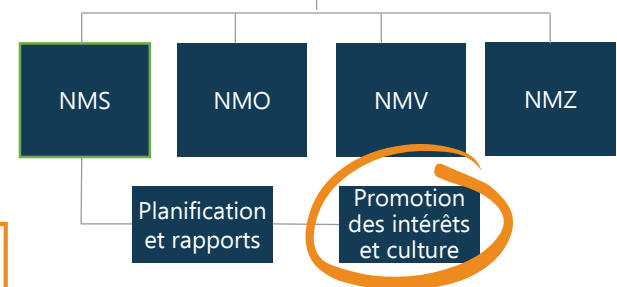 NMS
NMO
NMV
NMZ
Planification
et rapports
Promotion
des intérêts
et culture